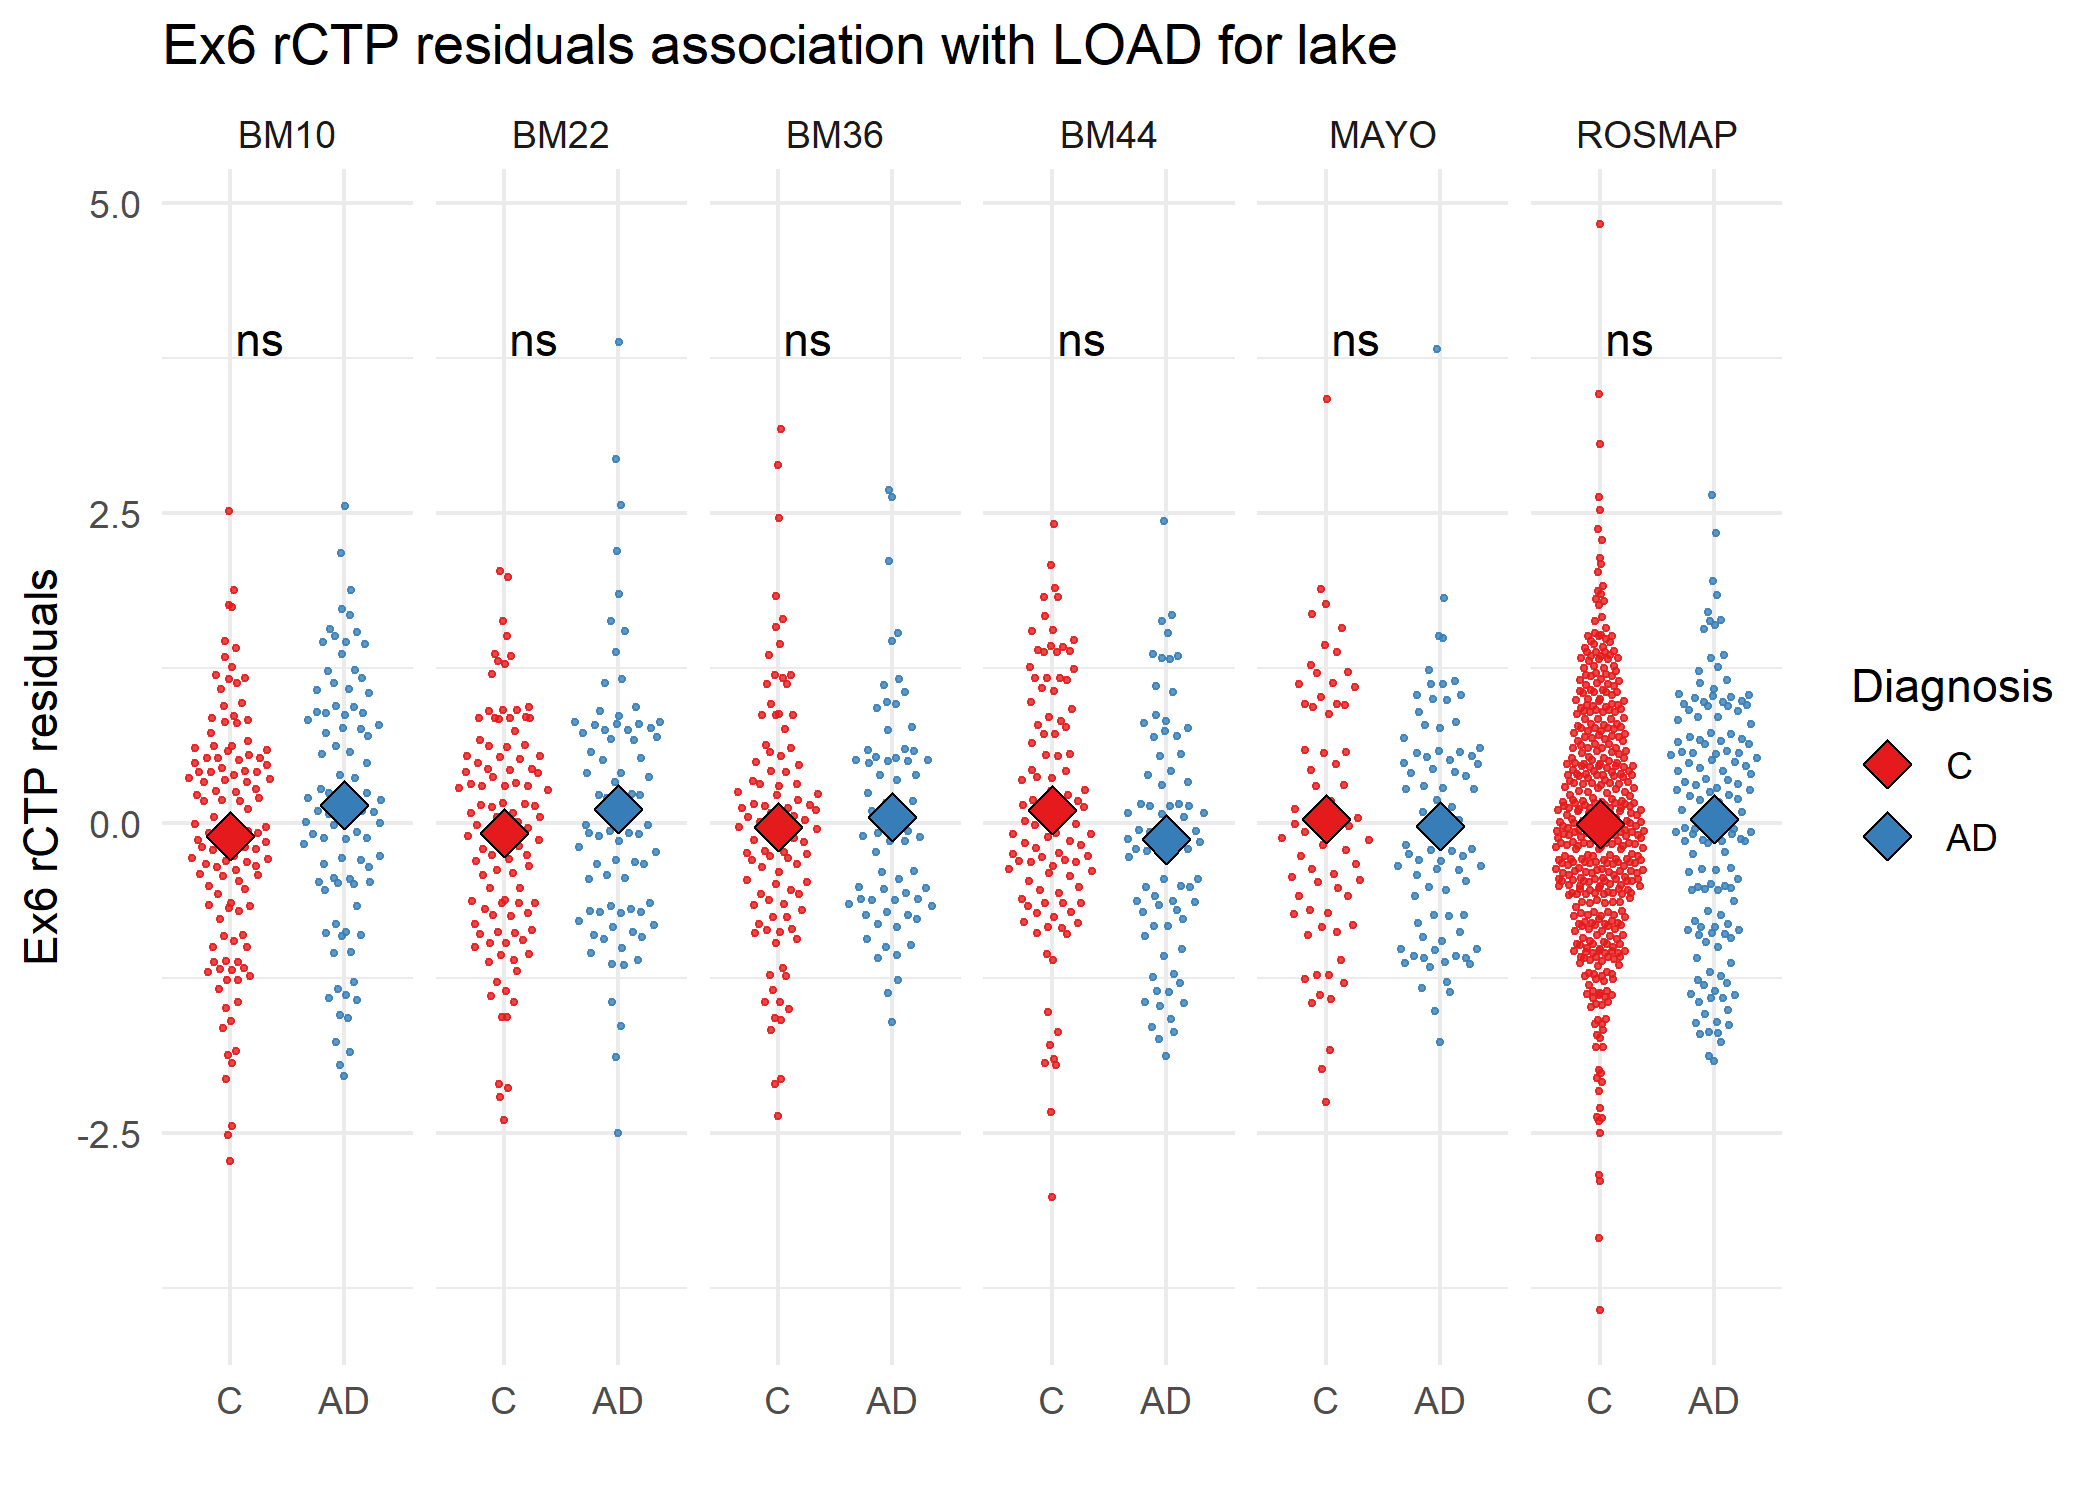 Ex6 rCTP residuals association with LOAD for lake
BM10 BM22 BM36 BM44 MAYO ROSMAP
5.0
ns ns ns ns ns ns
2.5
0.0
-2.5
Ex6 rCTP residuals
C AD C AD C AD C AD C AD C AD
Diagnosis
C
AD